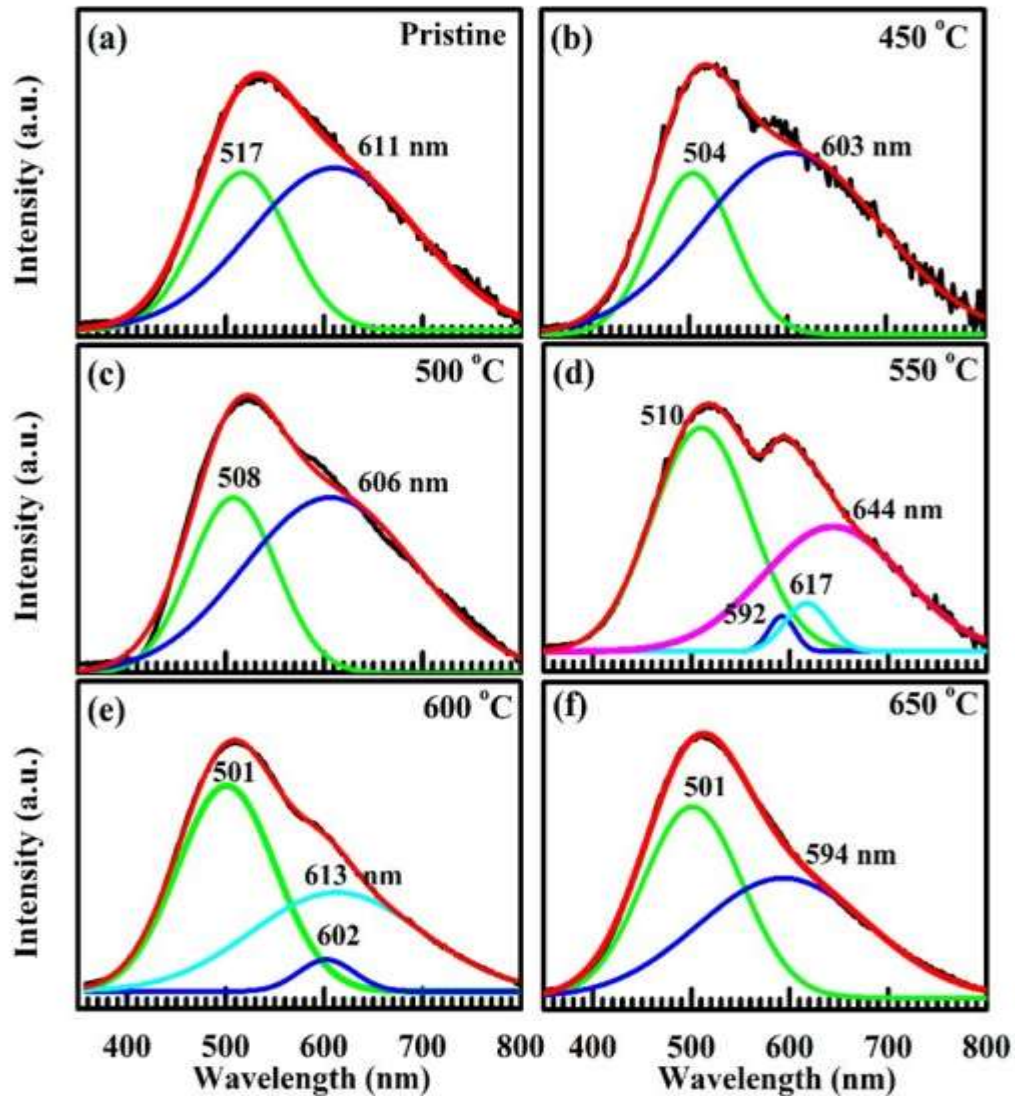 (a) Pristine
517
611 nm
Intensity (a.u.)
(b) 450 °C
504
603 nm
(c) 500 °C
508
606 nm
Intensity (a.u.)
(d) 550 °C
510
644 nm
617
592
(e) 600 °C
501
613 nm
602
Intensity (a.u.)
400 500 600 700 800
Wavelength (nm)
(f) 650 °C
501
594 nm
400 500 600 700 800
Wavelength (nm)